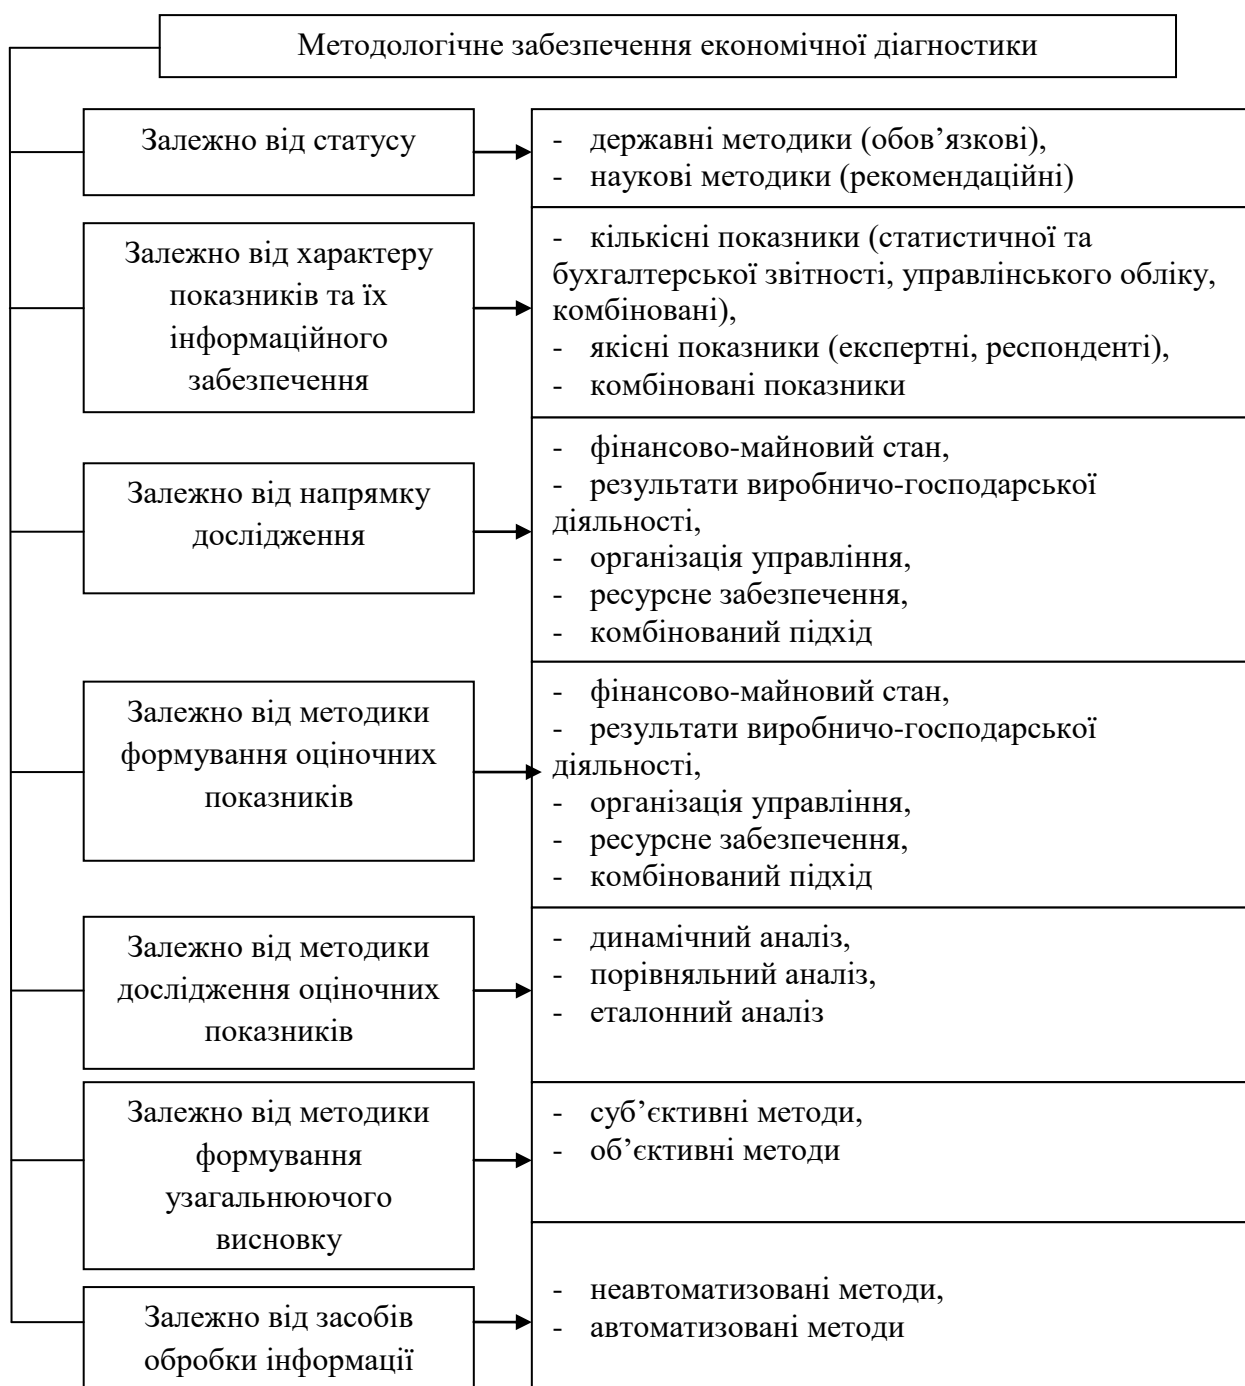 Методологічне забезпечення економічної діагностики
Залежно від статусу
- державні методики (обов’язкові),
- наукові методики (рекомендаційні)
Залежно від характеру
показників та їх
інформаційного
забезпечення
- кількісні показники (статистичної та
бухгалтерської звітності, управлінського обліку,
комбіновані),
- якісні показники (експертні, респонденті),
- комбіновані показники
Залежно від напрямку
дослідження
- фінансово-майновий стан,
- результати виробничо-господарської
діяльності,
- організація управління,
- ресурсне забезпечення,
- комбінований підхід
Залежно від методики
формування оціночних
показників
- фінансово-майновий стан,
- результати виробничо-господарської
діяльності,
- організація управління,
- ресурсне забезпечення,
- комбінований підхід
Залежно від методики
дослідження оціночних
показників
- динамічний аналіз,
- порівняльний аналіз,
- еталонний аналіз
Залежно від методики
формування
узагальнюючого
висновку
- суб’єктивні методи,
- об’єктивні методи
Залежно від засобів
обробки інформації
- неавтоматизовані методи,
- автоматизовані методи